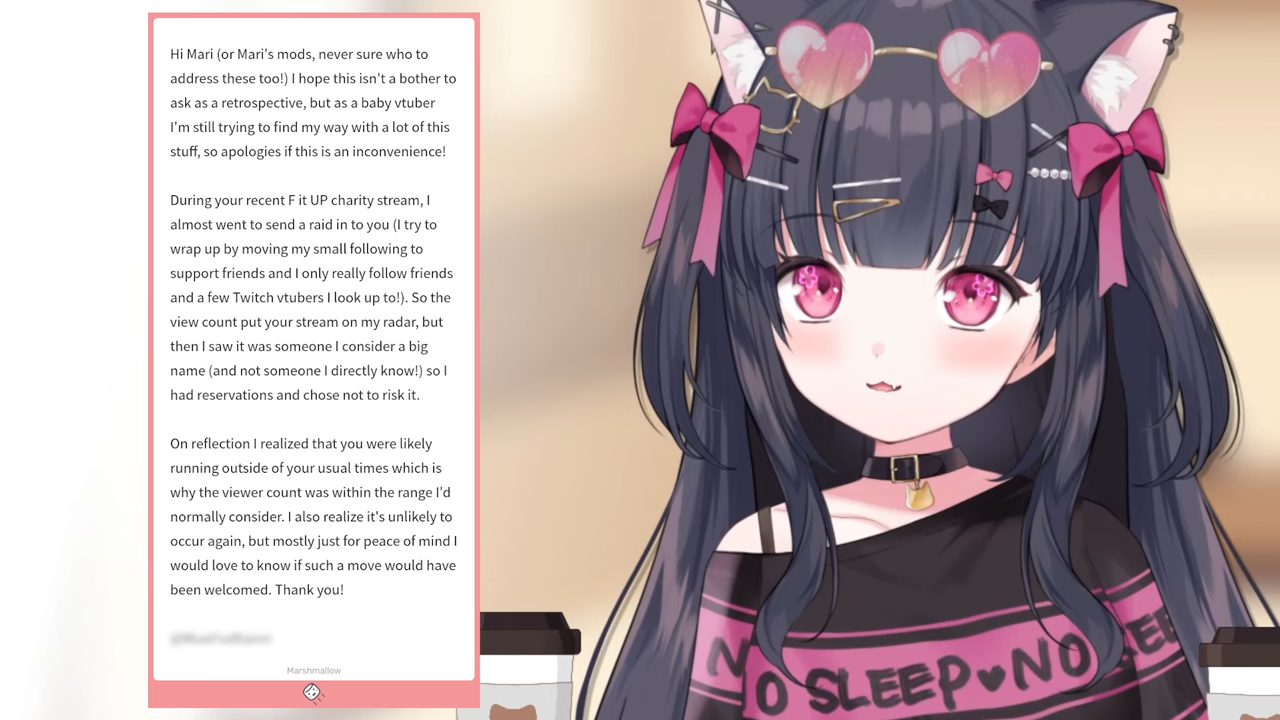 Hi Mari (or Mari's mods, never sure who to
address these too!) I hope this isn't a bother to
ask as a retrospective, but as a baby vtuber
I'm still trying to find my way with a lot of this
stuff, so apologies if this is an inconvenience!
During your recent F it UP charity stream, I
almost went to send a raid in to you (I try to
wrap up by moving my small following to
support friends and I only really follow friends
and a few Twitch vtubers I look up to!). So the
view count put your stream on my radar, but
then I saw it was someone I consider a big
name (and not someone I directly know!) so I
had reservations and chose not to risk it.
On reflection I realized that you were likely
running outside of your usual times which is
why the viewer count was within the range I'd
normally consider. I also realize it's unlikely to
occur again, but mostly just for peace of mind I
would love to know if such a move would have
been welcomed. Thank you!
Marshmallow
NO SLEEP♥NO SLEEP